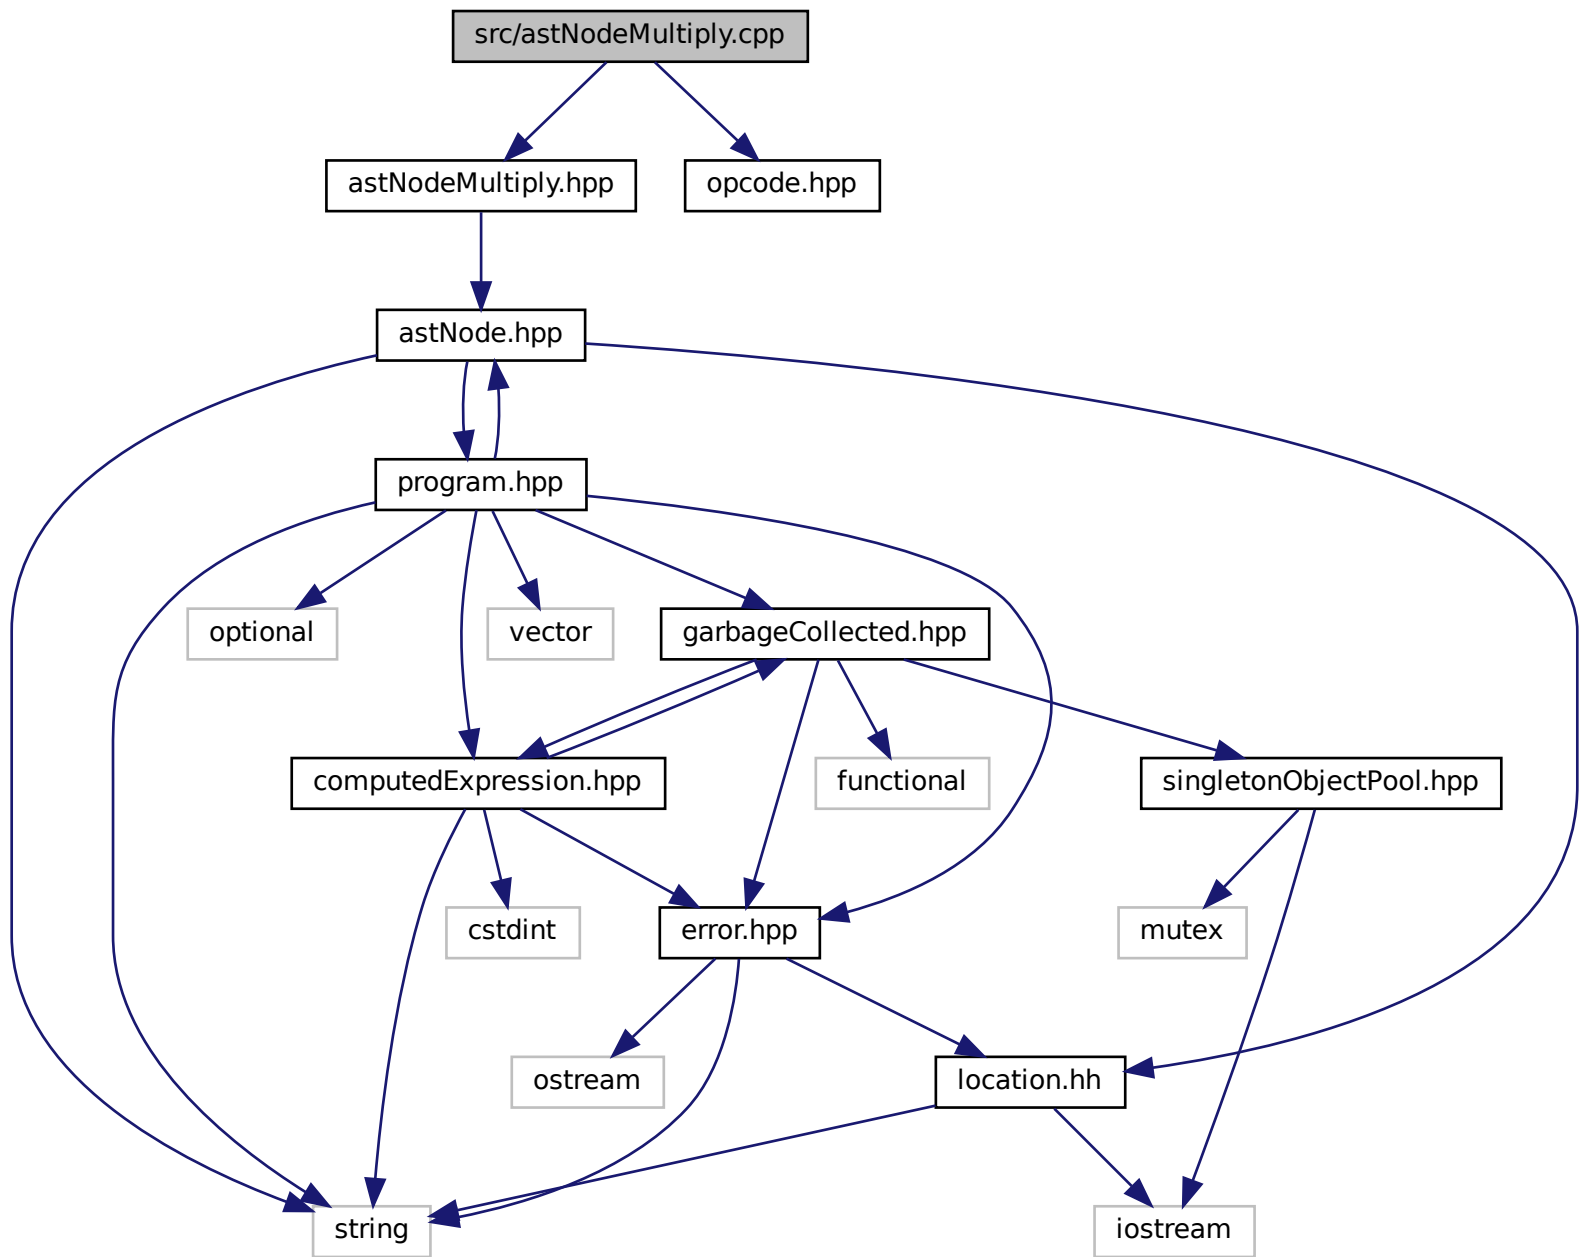 src/astNodeMultiply.cpp
astNodeMultiply.hpp
opcode.hpp
astNode.hpp
program.hpp
optional
vector
garbageCollected.hpp
computedExpression.hpp
functional
singletonObjectPool.hpp
cstdint
error.hpp
mutex
ostream
location.hh
string
iostream